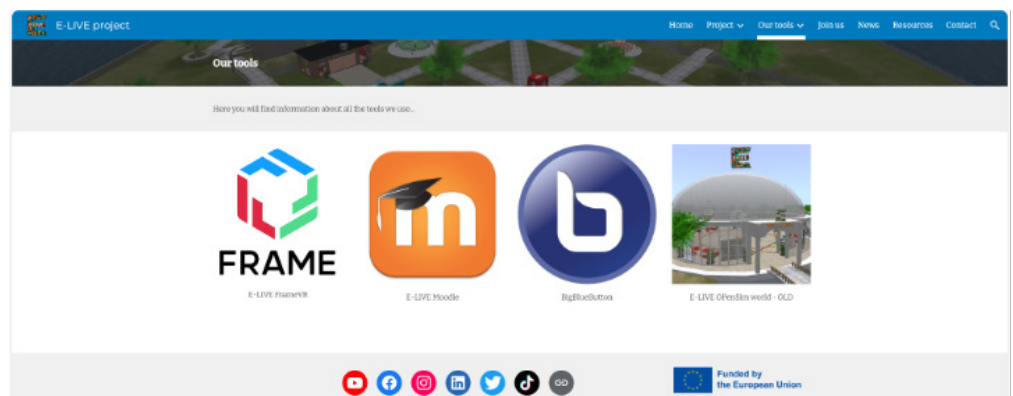 E-LIVE project
Home Project Our tools Join us News Resources Contact
Our tools
Here you will find information about all the tools we use...
FRAME
m
b
E
E-LIVE FrameVR
E-LIVE Moodle
BigBlueButton
E-LIVE OPenSim world - OLD
Funded by
the European Union